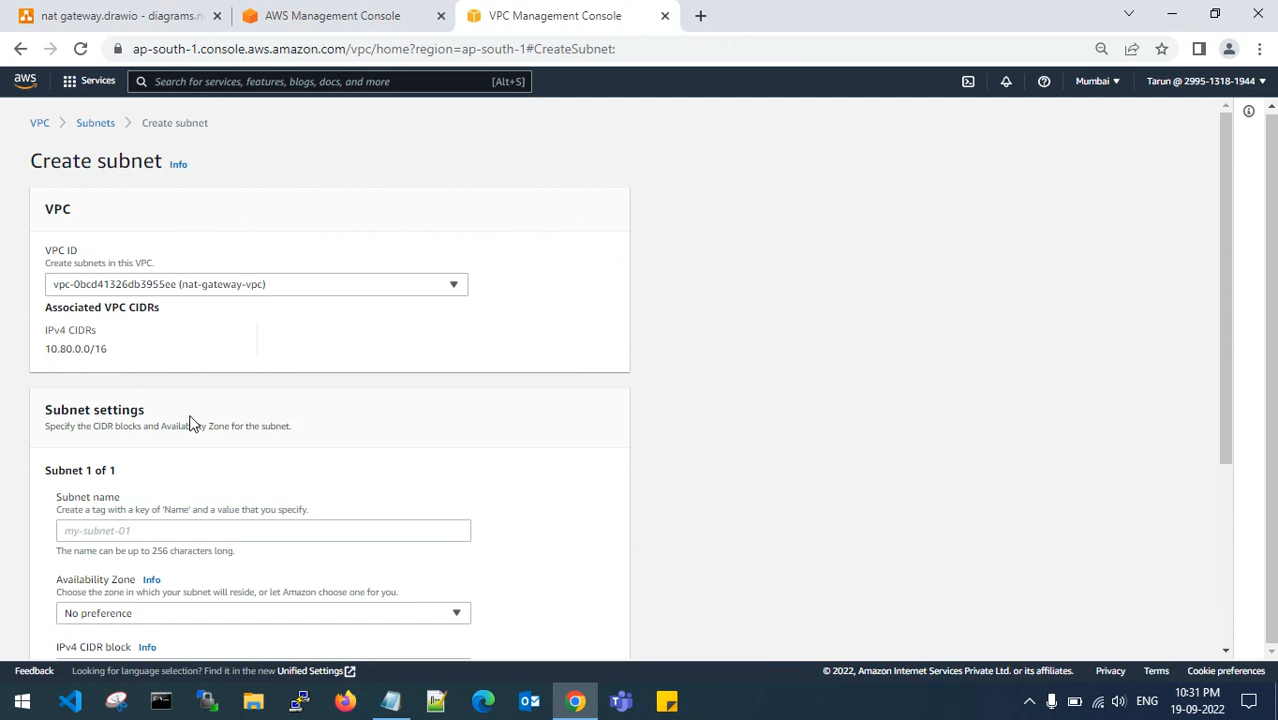 nat gateway.drawio - diagrams.n
AWS Management Console
VPC Management Console
ap-south-1.console.aws.amazon.com/vpc/home?region=ap-south-1#CreateSubnet:
aws
Services
Search for services, features, blogs, docs, and more
[Alt+S]
Mumbai
Tarun @ 2995-1318-1944
VPC
Subnets
Create subnet
Create subnet Info
VPC
VPC ID
Create subnets in this VPC.
vpc-0bcd41326db3955ee (nat-gateway-vpc)
Associated VPC CIDRs
IPv4 CIDRs
10.80.0.0/16
Subnet settings
Specify the CIDR blocks and Availability Zone for the subnet.
Subnet 1 of 1
Subnet name
Create a tag with a key of 'Name' and a value that you specify.
my-subnet-01
The name can be up to 256 characters long.
Availability Zone Info
Choose the zone in which your subnet will reside, or let Amazon choose one for you.
No preference
IPv4 CIDR block Info
Feedback
Looking for language selection? Find it in the new Unified Settings
© 2022, Amazon Internet Services Private Ltd. or its affiliates.
Privacy
Terms
Cookie preferences
ENG
10:31 PM
19-09-2022